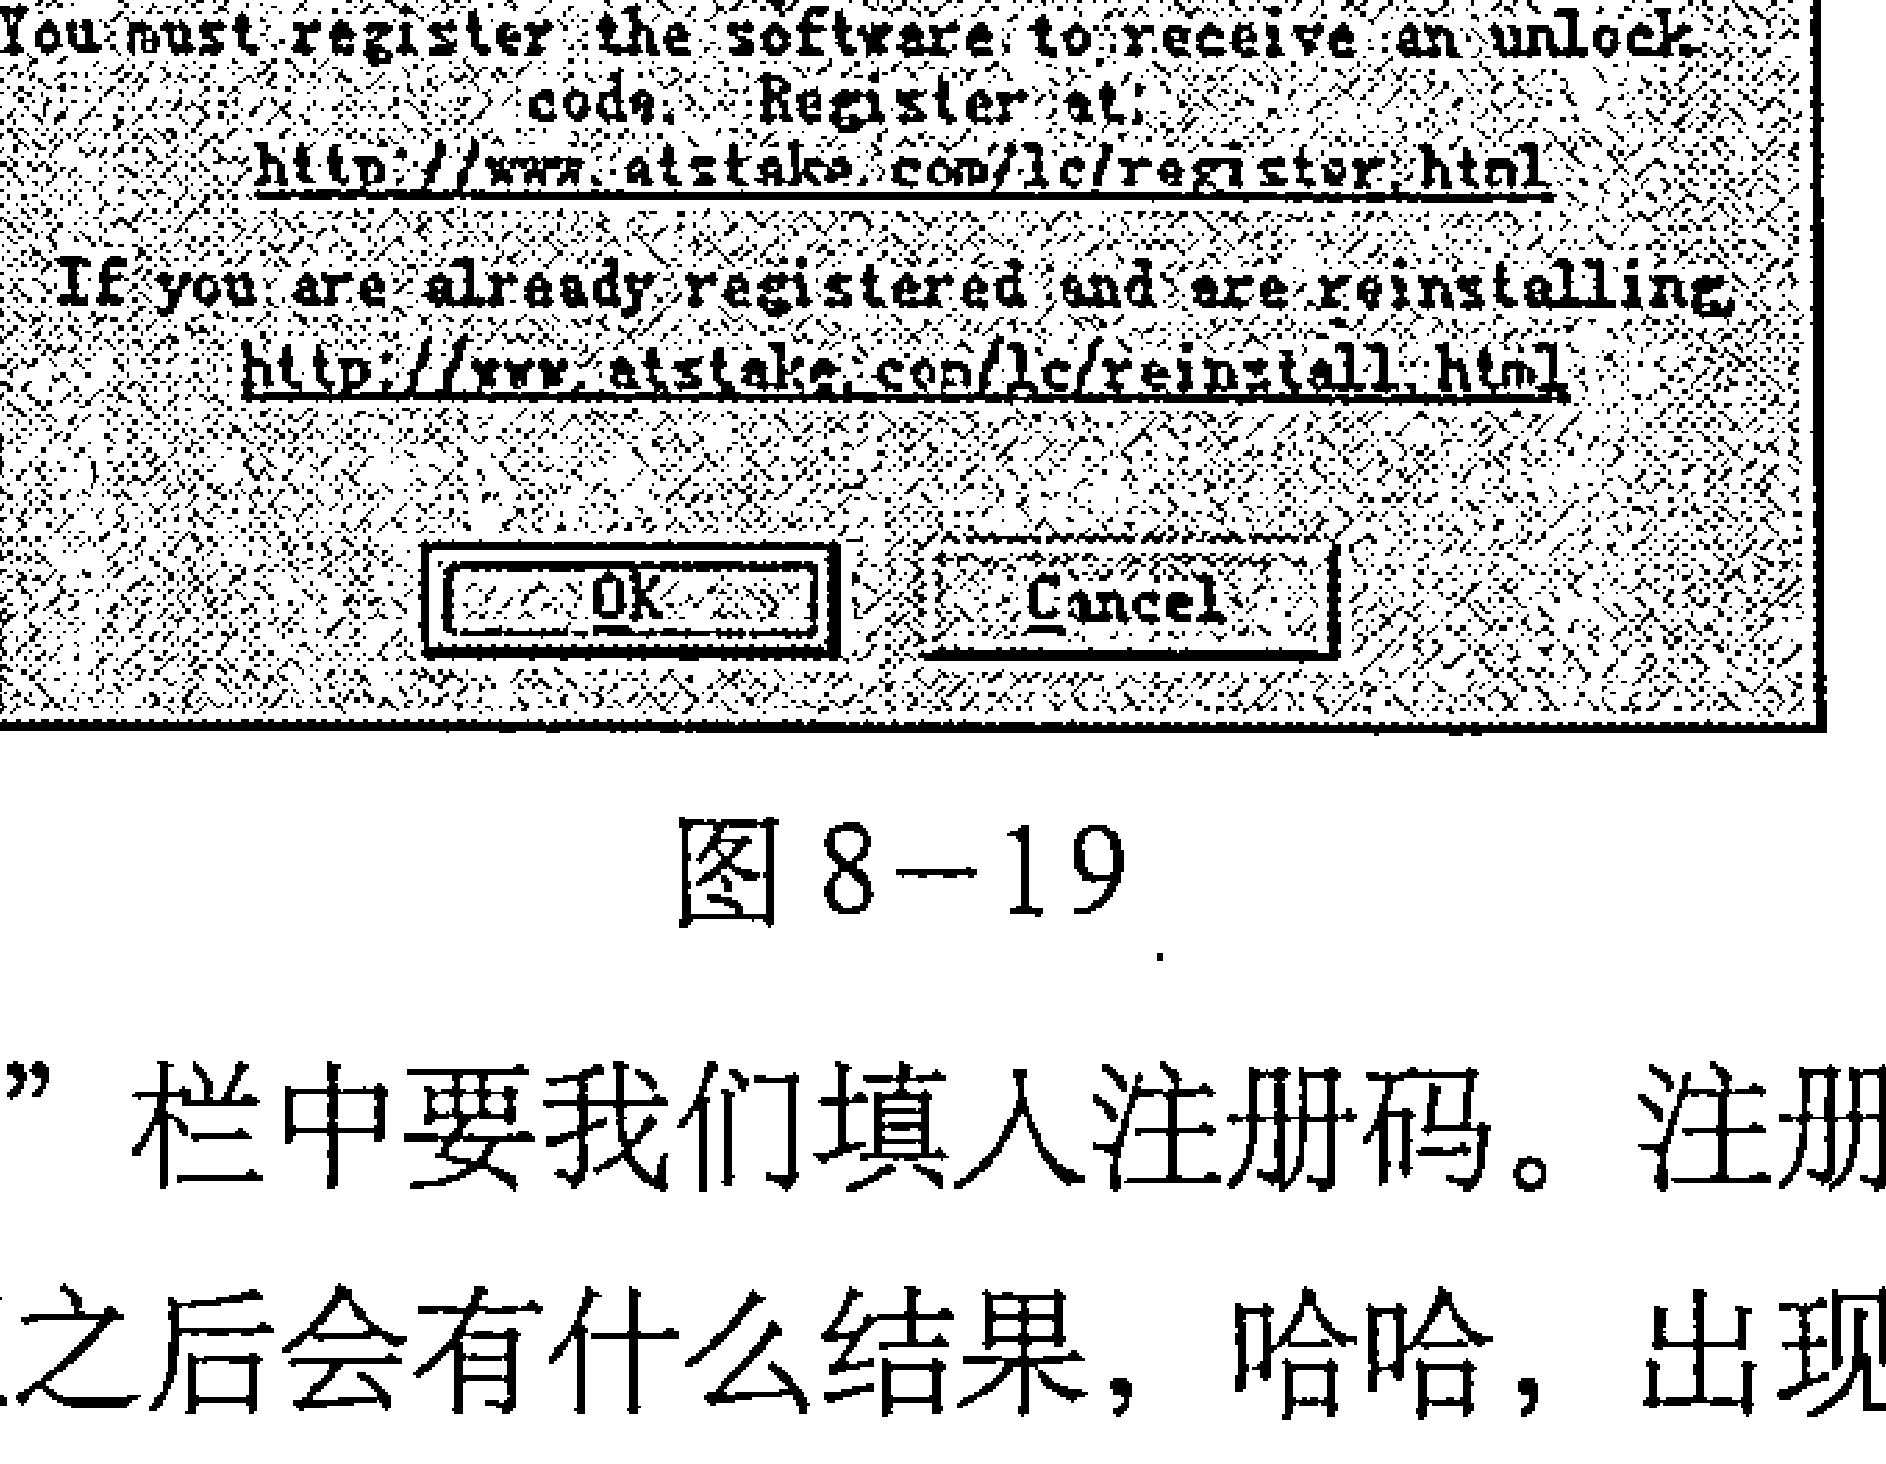 You must register the software to receive an unlock
code. Register at:
http://www.atstake.com/lc/register.html
If you are already registered and are reinstalling
http://www.atstake.com/lc/reinstall.html
OK Cancel
图 8－19
” 栏中要我们填入注册码。注册
之后会有什么结果，哈哈，出现